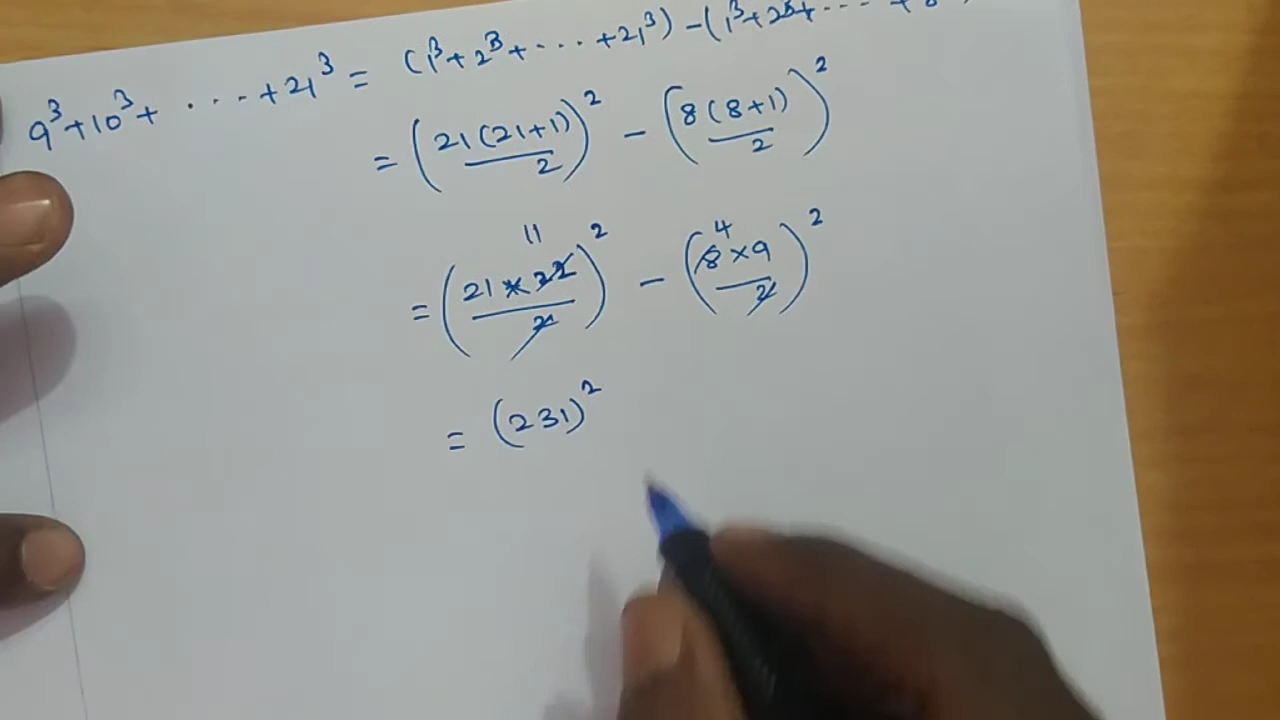 9³+10³+ ....+21³ = (1³+2³+....+21³) -(1³+2³+ ... +8
= (21(21+1)/2)² - (8(8+1)/2)²
= (21×22/2)² - (8×9/2)²
11 4
= (231)²